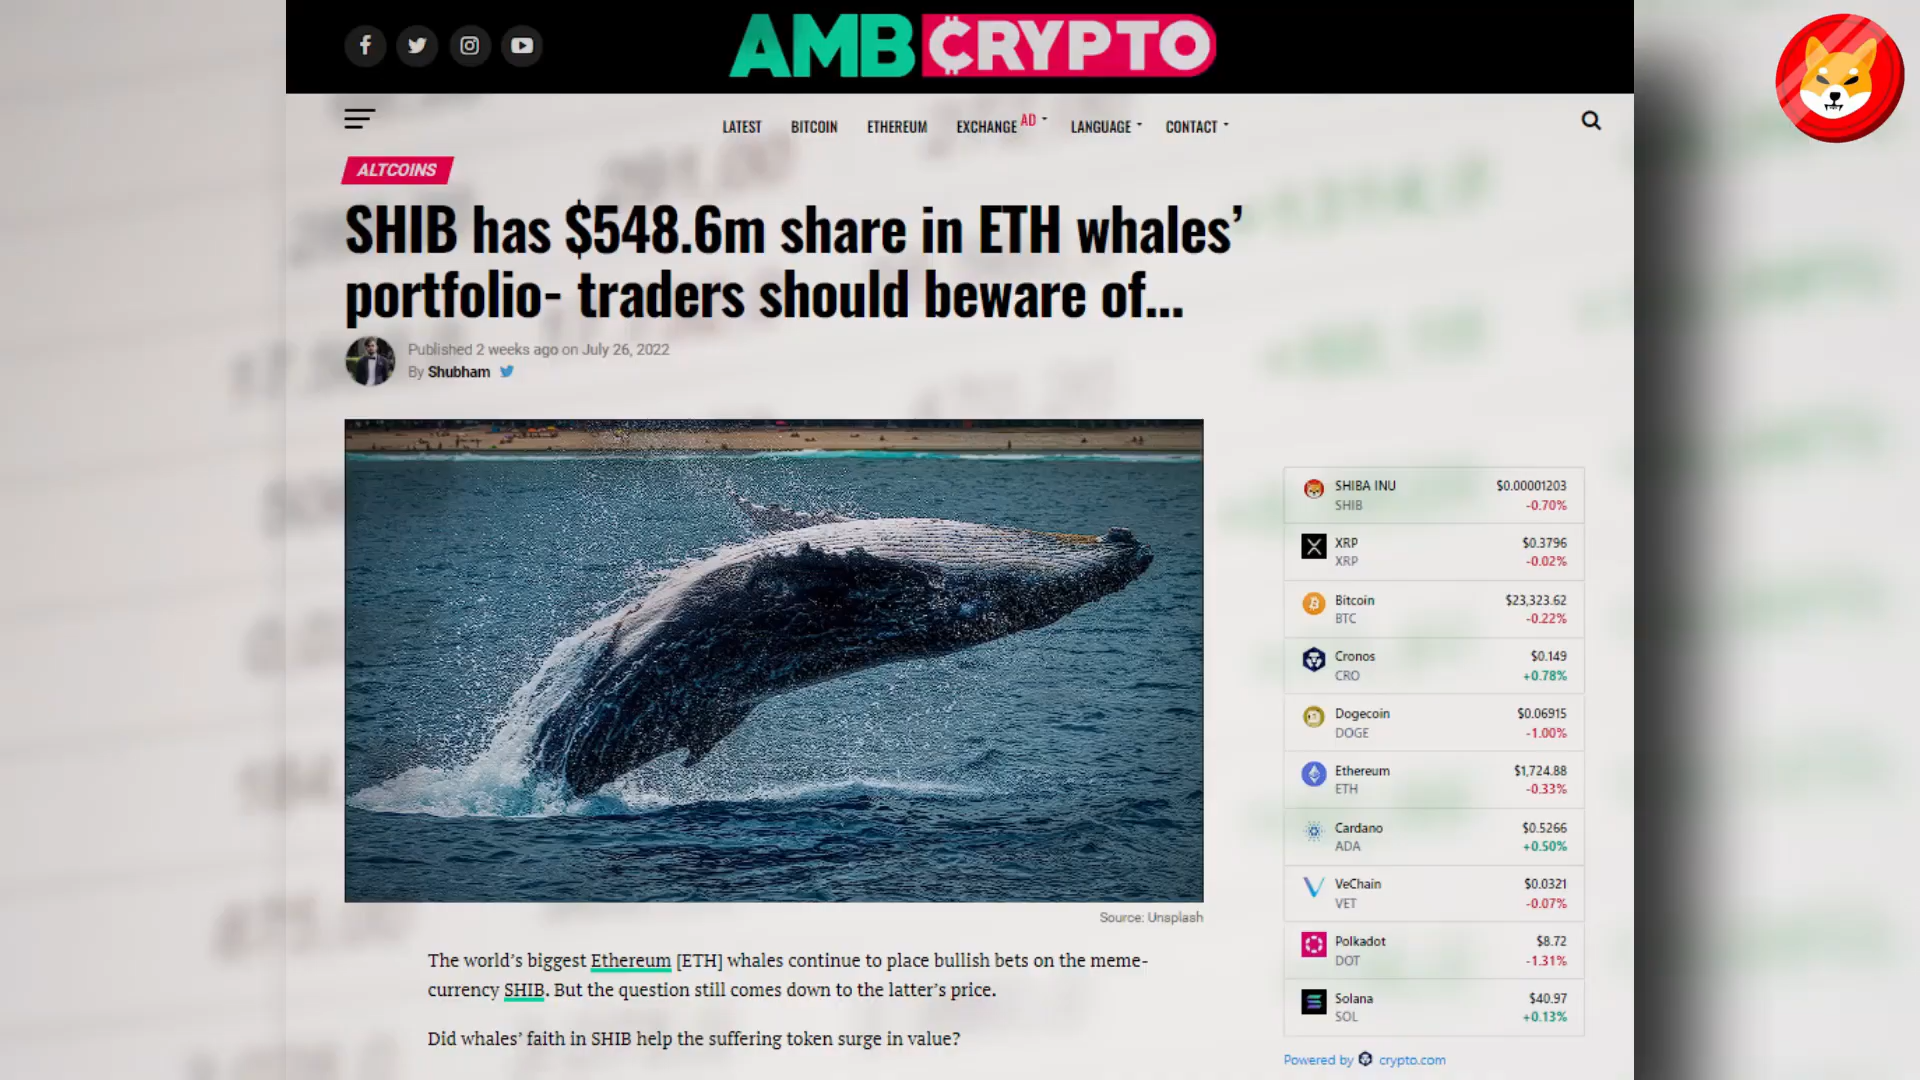 AMBCRYPTO
LATEST BITCOIN ETHEREUM EXCHANGE AD LANGUAGE CONTACT
ALTCOINS
SHIB has $548.6m share in ETH whales’
portfolio- traders should beware of...
Published 2 weeks ago on July 26, 2022
By Shubham
Source: Unsplash
The world’s biggest Ethereum [ETH] whales continue to place bullish bets on the meme-
currency SHIB. But the question still comes down to the latter’s price.
Did whales’ faith in SHIB help the suffering token surge in value?
SHIBA INU $0.00001203
SHIB -0.70%
XRP $0.3796
XRP -0.02%
Bitcoin $23,323.62
BTC -0.22%
Cronos $0.149
CRO +0.78%
Dogecoin $0.06915
DOGE -1.00%
Ethereum $1,724.88
ETH -0.33%
Cardano $0.5266
ADA +0.50%
VeChain $0.0321
VET -0.07%
Polkadot $8.72
DOT -1.31%
Solana $40.97
SOL +0.13%
Powered by crypto.com